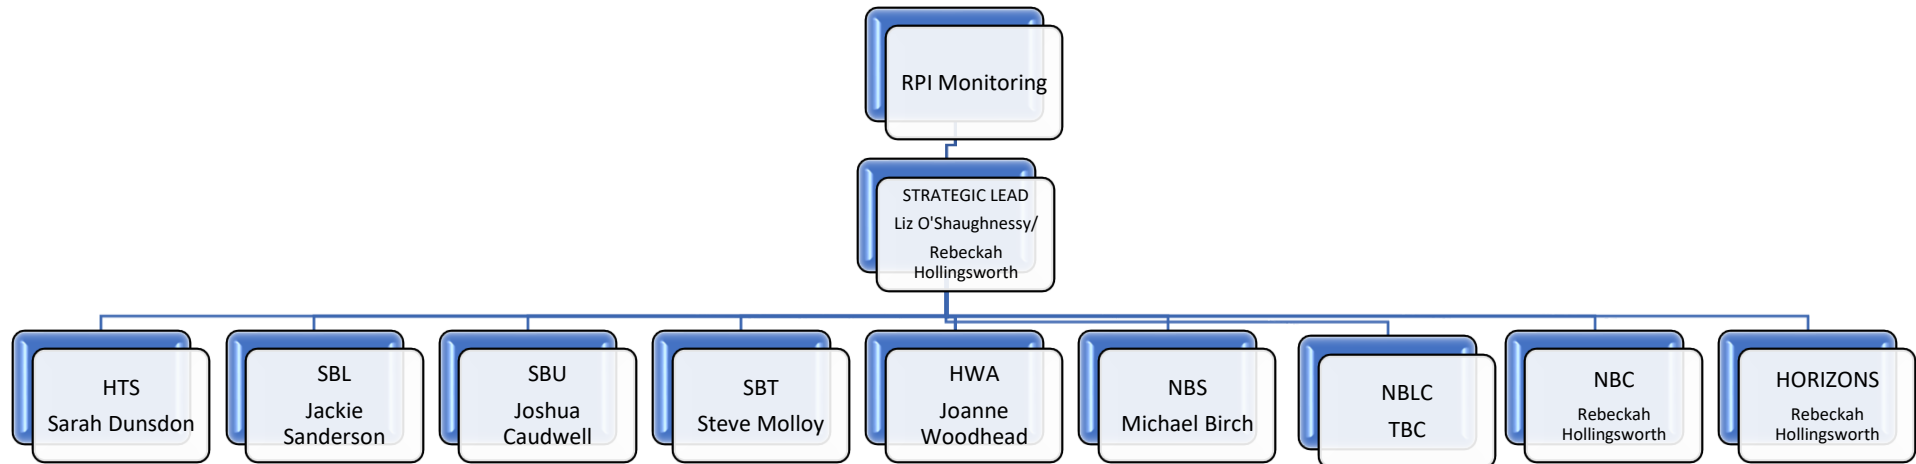 RPI Monitoring
STRATEGIC LEAD
Liz O'Shaughnessy/
Rebeckah
Hollingsworth
HTS
Sarah Dunsdon
SBL
Jackie
Sanderson
SBU
Joshua
Caudwell
SBT
Steve Molloy
HWA
Joanne
Woodhead
NBS
Michael Birch
NBLC
TBC
NBC
Rebeckah
Hollingsworth
HORIZONS
Rebeckah
Hollingsworth